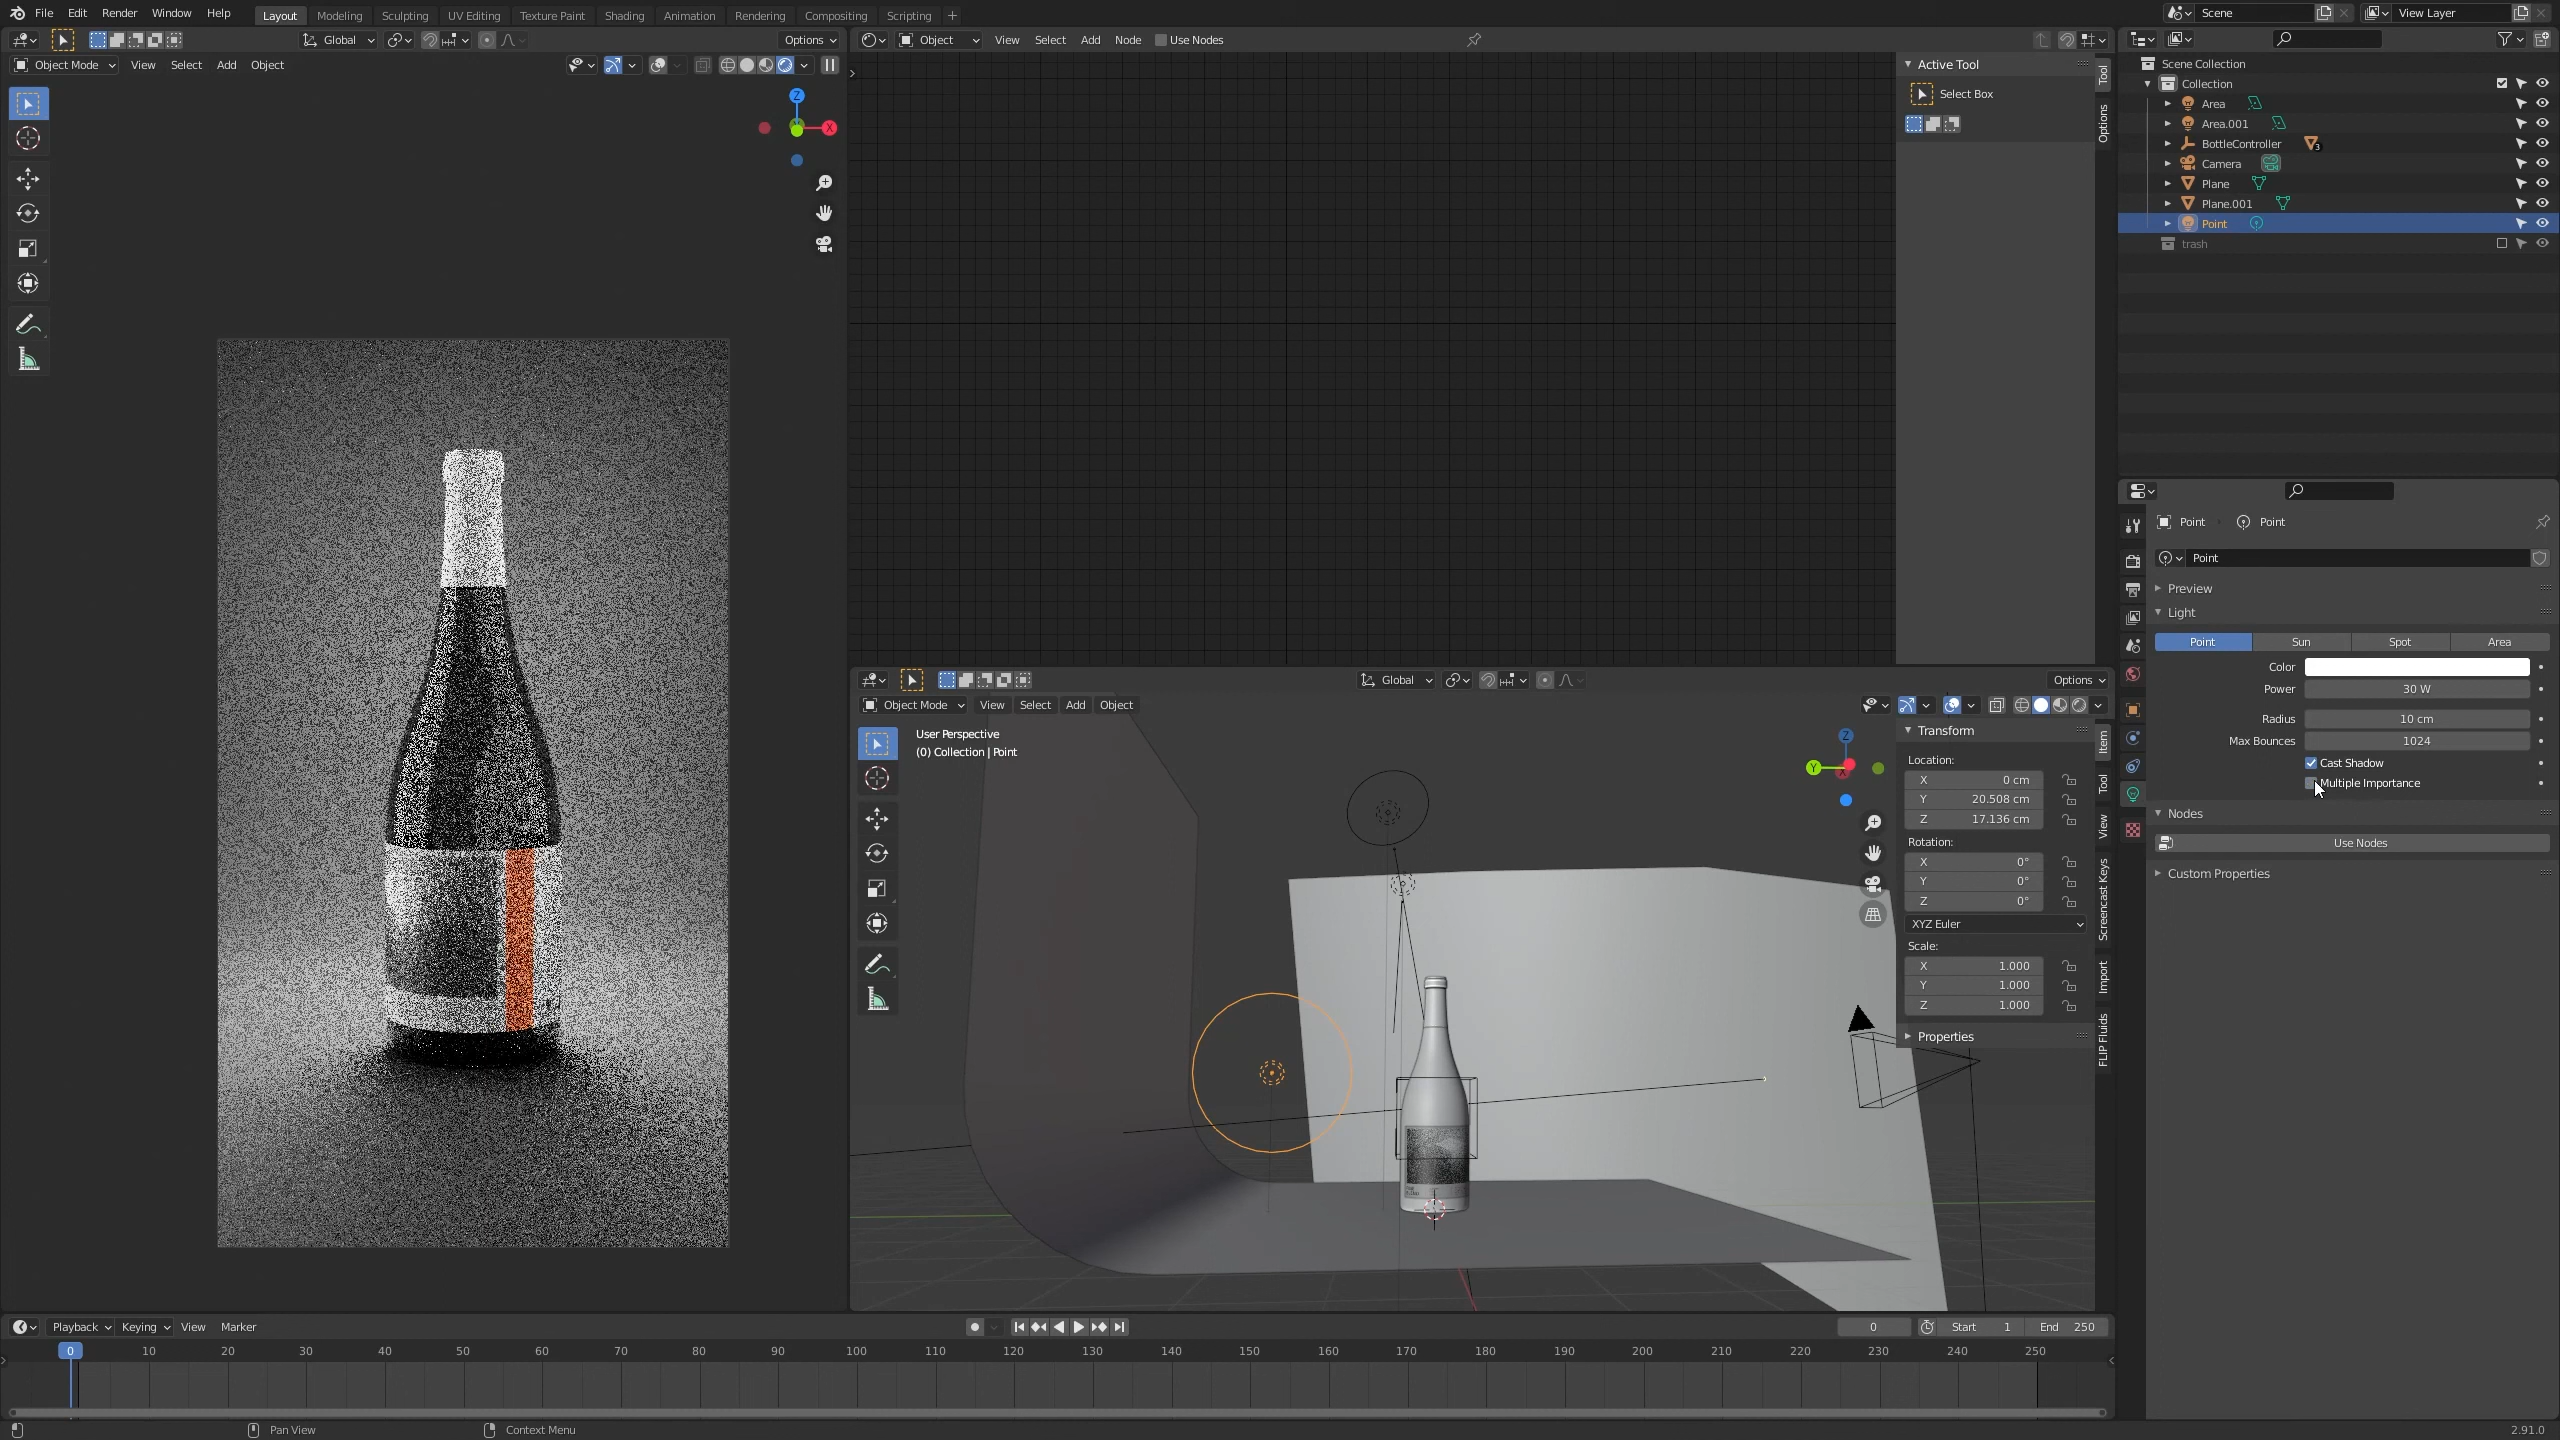 File Edit Render Window Help
Layout Modeling Sculpting UV Editing Texture Paint Shading Animation Rendering Compositing Scripting +
Scene
View Layer
Global
Options
Object Mode View Select Add Object
Z
X
Object View Select Add Node Use Nodes
Active Tool
Select Box
Tool
Options
Scene Collection
Collection
Area
Area.001
BottleController
3
Camera
Plane
Plane.001
Point
trash
Point Point
Point
Preview
Light
Point Sun Spot Area
Color
Power 30 W
Radius 10 cm
Max Bounces 1024
Cast Shadow
Multiple Importance
Nodes
Use Nodes
Custom Properties
Global
Options
Object Mode View Select Add Object
User Perspective
(0) Collection | Point
Z
Y
X
Transform
Location:
X 0 cm
Y 20.508 cm
Z 17.136 cm
Rotation:
X 0°
Y 0°
Z 0°
XYZ Euler
Scale:
X 1.000
Y 1.000
Z 1.000
Properties
Item
Tool
View
Screencast Keys
Import
FLIP Fluids
Playback Keying View Marker
0 Start 1 End 250
0 10 20 30 40 50 60 70 80 90 100 110 120 130 140 150 160 170 180 190 200 210 220 230 240 250
Pan View Context Menu 2.91.0